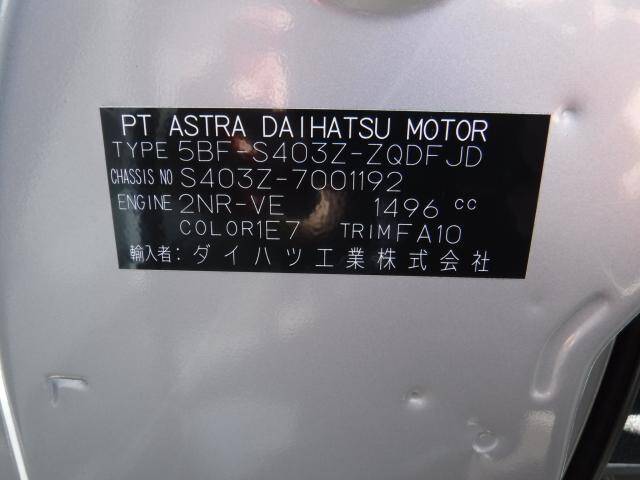 PT ASTRA DAIHATSU MOTOR
TYPE 5BF-S403Z-ZQDFJD
CHASSIS NO S403Z-7001192
ENGINE 2NR-VE 1496 cc
COLOR 1E7 TRIM FA10
輸入者:ダイハツ工業株式会社